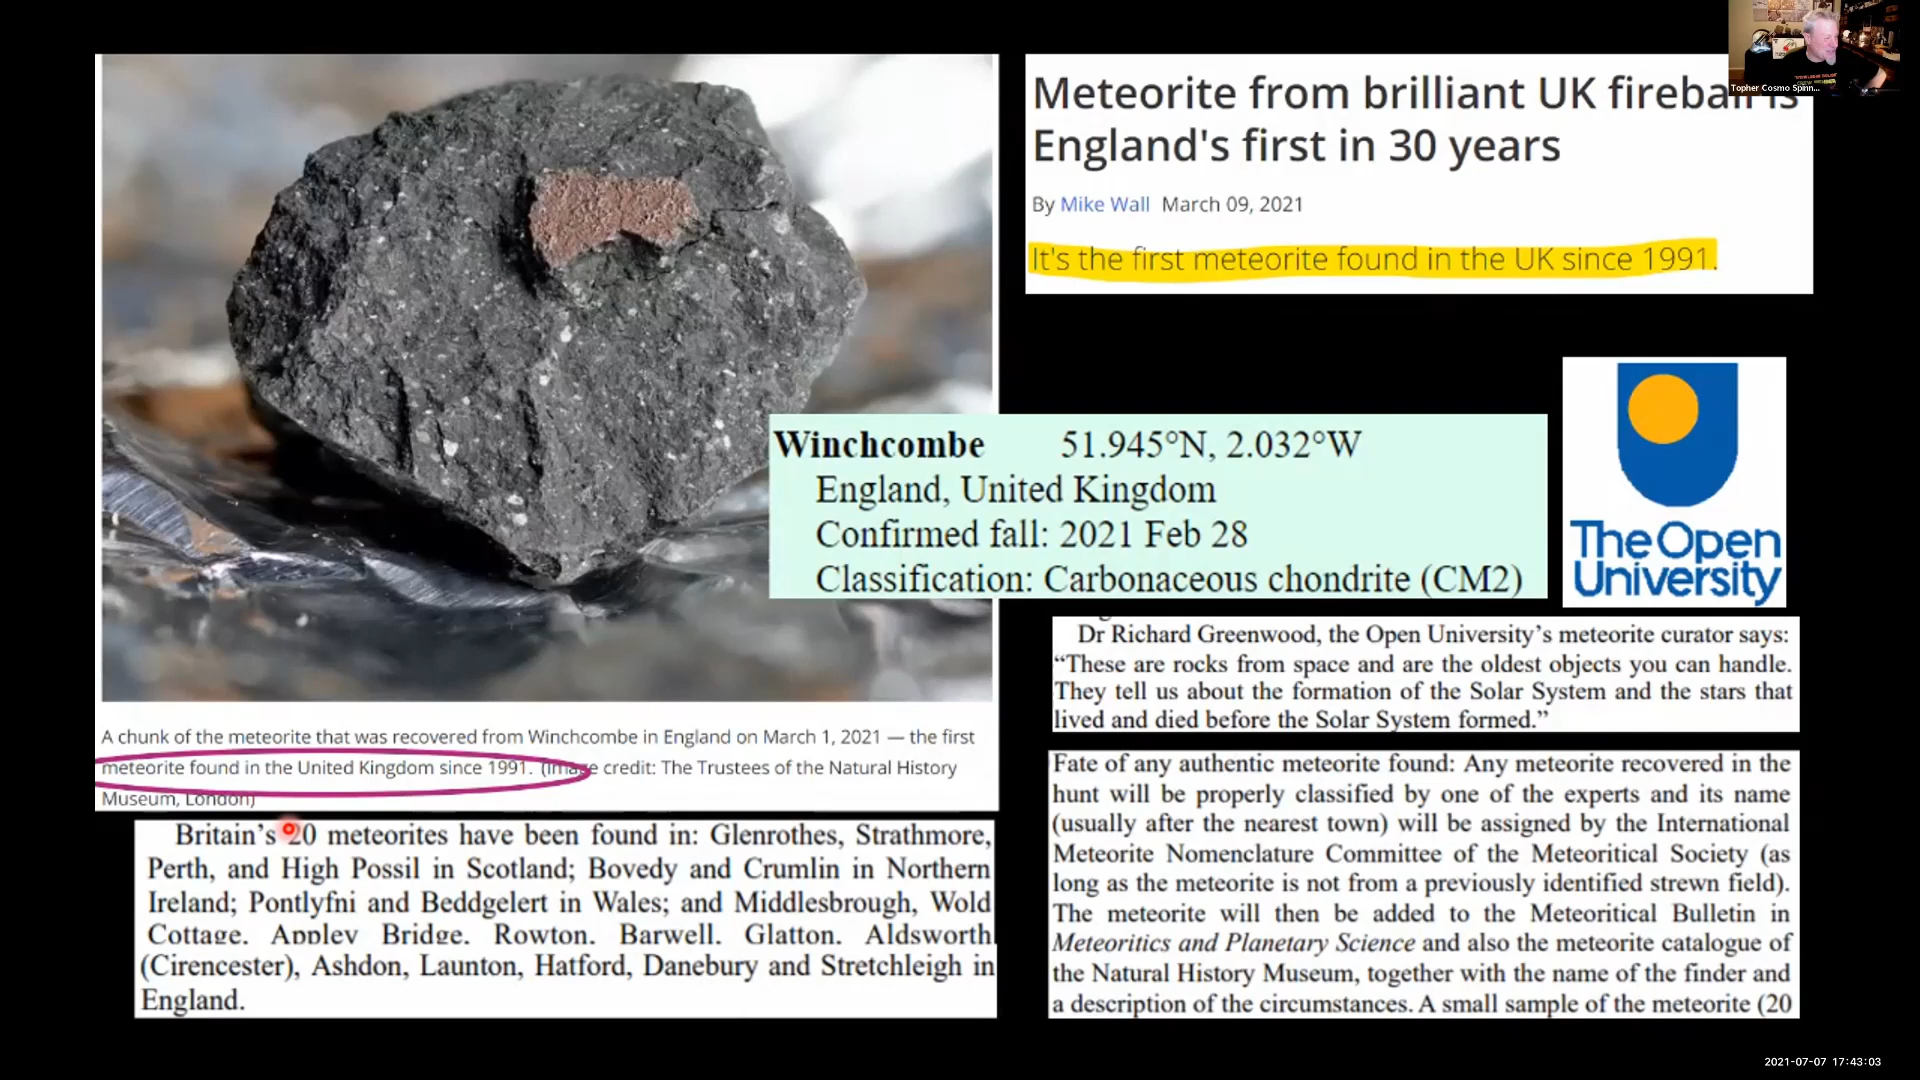 Topher Cosmo Spinn...
Meteorite from brilliant UK fireball is
England's first in 30 years
By Mike Wall March 09, 2021
It's the first meteorite found in the UK since 1991.
Winchcombe 51.945°N, 2.032°W
England, United Kingdom
Confirmed fall: 2021 Feb 28
Classification: Carbonaceous chondrite (CM2)
The Open
University
A chunk of the meteorite that was recovered from Winchcombe in England on March 1, 2021 — the first
meteorite found in the United Kingdom since 1991. (Image credit: The Trustees of the Natural History
Museum, London)
Britain's 20 meteorites have been found in: Glenrothes, Strathmore,
Perth, and High Possil in Scotland; Bovedy and Crumlin in Northern
Ireland; Pontlyfni and Beddgelert in Wales; and Middlesbrough, Wold
Cottage, Appley Bridge, Rowton, Barwell, Glatton, Aldsworth
(Cirencester), Ashdon, Launton, Hatford, Danebury and Stretchleigh in
England.
Dr Richard Greenwood, the Open University's meteorite curator says:
“These are rocks from space and are the oldest objects you can handle.
They tell us about the formation of the Solar System and the stars that
lived and died before the Solar System formed.”
Fate of any authentic meteorite found: Any meteorite recovered in the
hunt will be properly classified by one of the experts and its name
(usually after the nearest town) will be assigned by the International
Meteorite Nomenclature Committee of the Meteoritical Society (as
long as the meteorite is not from a previously identified strewn field).
The meteorite will then be added to the Meteoritical Bulletin in
Meteoritics and Planetary Science and also the meteorite catalogue of
the Natural History Museum, together with the name of the finder and
a description of the circumstances. A small sample of the meteorite (20
2021-07-07 17:43:03